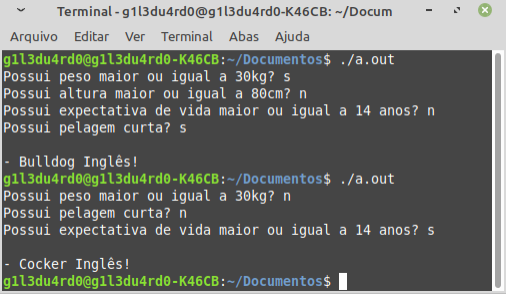 Terminal - g1l3du4rd0@g1l3du4rd0-K46CB: ~/Docum
Arquivo Editar Ver Terminal Abas Ajuda
g1l3du4rd0@g1l3du4rd0-K46CB:~/Documentos$ ./a.out
Possui peso maior ou igual a 30kg? s
Possui altura maior ou igual a 80cm? n
Possui expectativa de vida maior ou igual a 14 anos? n
Possui pelagem curta? s
- Bulldog Inglês!
g1l3du4rd0@g1l3du4rd0-K46CB:~/Documentos$ ./a.out
Possui peso maior ou igual a 30kg? n
Possui pelagem curta? n
Possui expectativa de vida maior ou igual a 14 anos? s
- Cocker Inglês!
g1l3du4rd0@g1l3du4rd0-K46CB:~/Documentos$